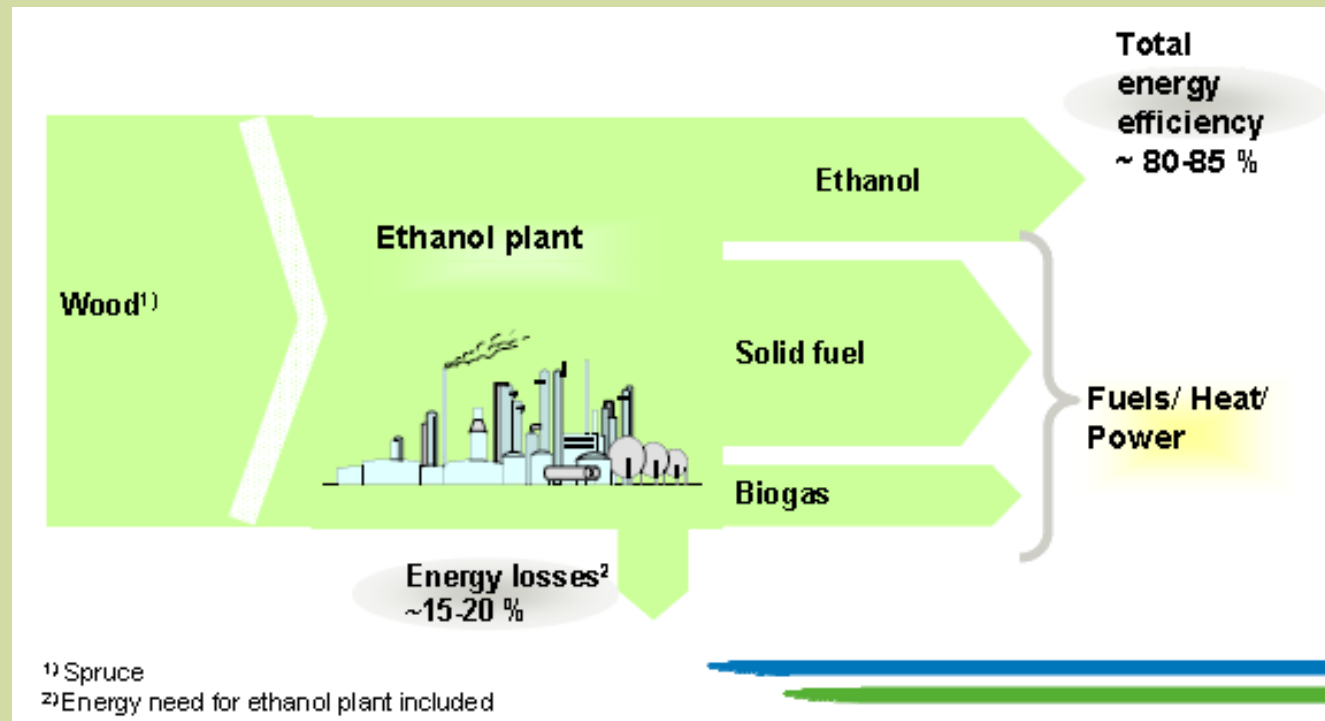 Total
energy
efficiency
~ 80-85 %
Ethanol
Ethanol plant
Wood¹⁾
Solid fuel
Fuels/ Heat/
Power
Biogas
Energy losses²
~15-20 %
¹⁾ Spruce
²⁾Energy need for ethanol plant included